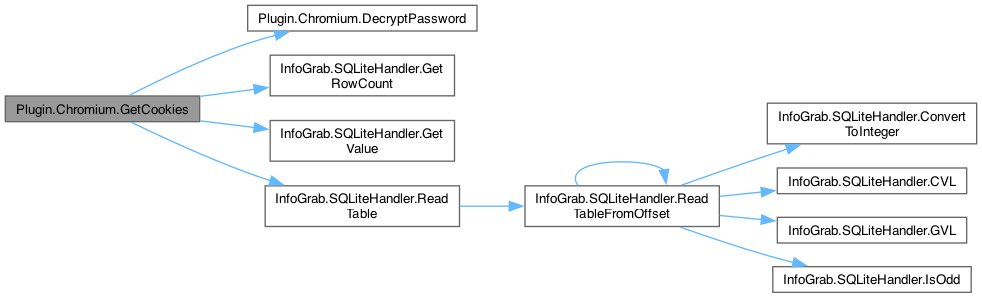 Plugin.Chromium.DecryptPassword
InfoGrab.SQLiteHandler.Get
RowCount
Plugin.Chromium.GetCookies
InfoGrab.SQLiteHandler.Get
Value
InfoGrab.SQLiteHandler.Read
Table
InfoGrab.SQLiteHandler.Read
TableFromOffset
InfoGrab.SQLiteHandler.Convert
ToInteger
InfoGrab.SQLiteHandler.CVL
InfoGrab.SQLiteHandler.GVL
InfoGrab.SQLiteHandler.IsOdd